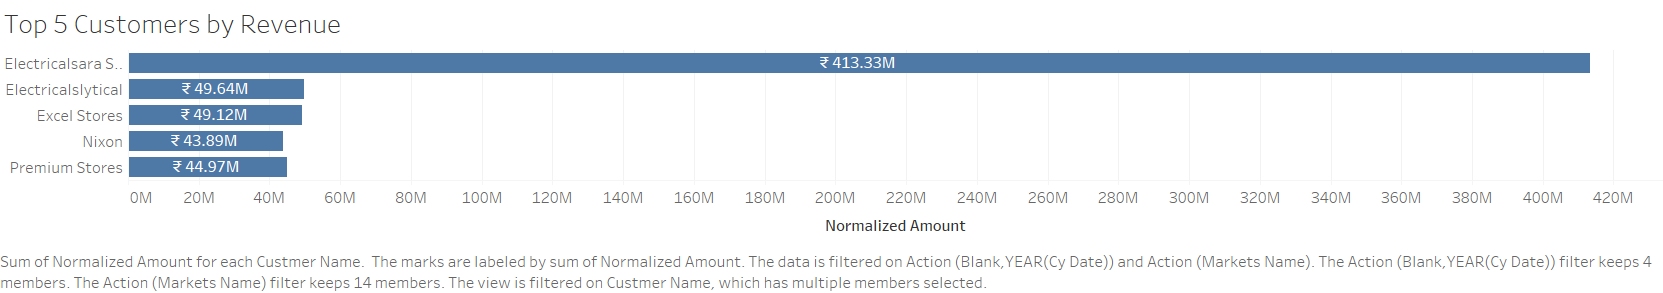 Top 5 Customers by Revenue
Electricalsara S.. ₹ 413.33M
Electricalslytical ₹ 49.64M
Excel Stores ₹ 49.12M
Nixon ₹ 43.89M
Premium Stores ₹ 44.97M
0M 20M 40M 60M 80M 100M 120M 140M 160M 180M 200M 220M 240M 260M 280M 300M 320M 340M 360M 380M 400M 420M
Normalized Amount
Sum of Normalized Amount for each Custmer Name. The marks are labeled by sum of Normalized Amount. The data is filtered on Action (Blank,YEAR(Cy Date)) and Action (Markets Name). The Action (Blank,YEAR(Cy Date)) filter keeps 4
members. The Action (Markets Name) filter keeps 14 members. The view is filtered on Custmer Name, which has multiple members selected.